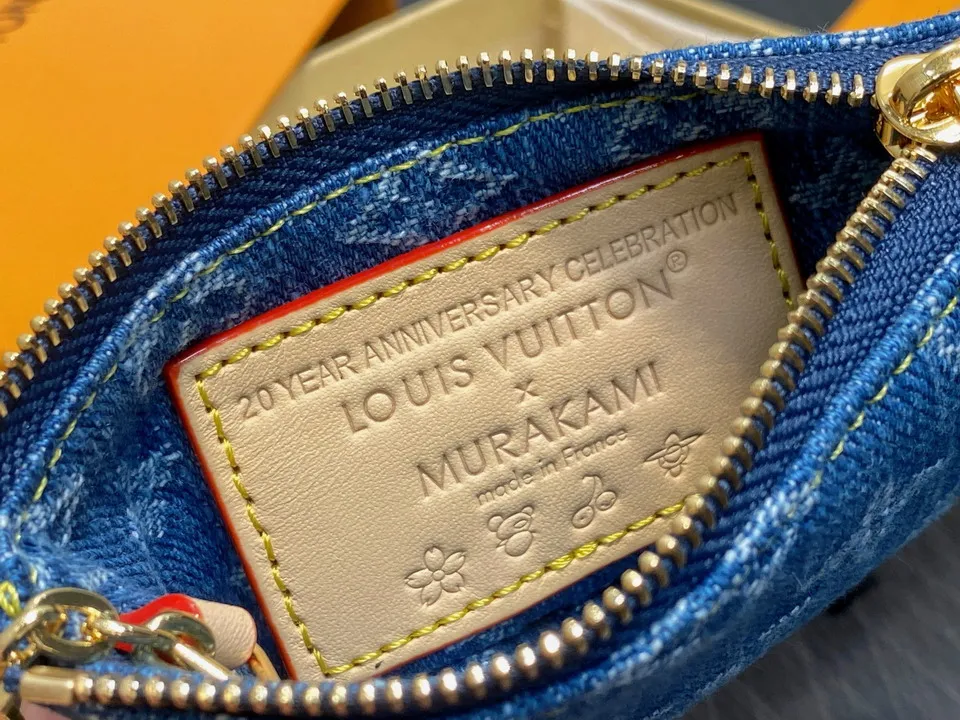 20 YEAR ANNIVERSARY CELEBRATION
LOUIS VUITTON®
x
MURAKAMI
made in France